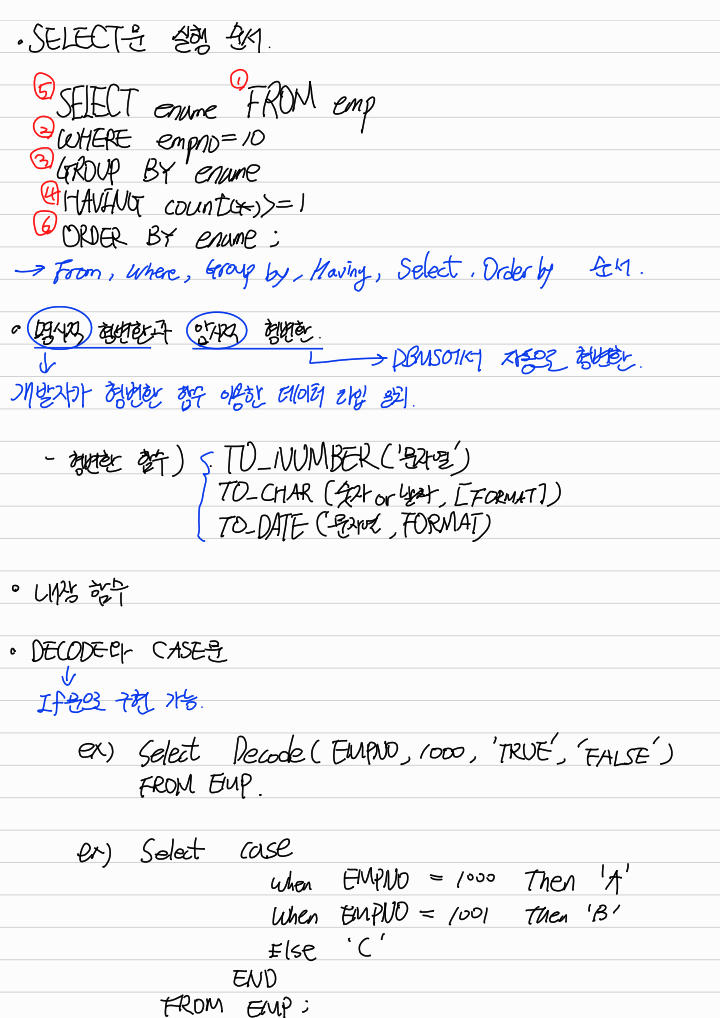 • SELECT문 실행 순서.
⑤ SELECT ename ① FROM emp
② WHERE empno=10
③ GROUP BY ename
④ HAVING count(*)>=1
⑥ ORDER BY ename ;
→ From, where, Group by, Having, Select, Order by 순서.
• 명시적 형변환과 암시적 형변환.
↓ → DBMS에서 자동으로 형변환.
개발자가 형변환 함수 이용한 데이터 타입 일치.
- 형변환 함수) TO_NUMBER('문자열')
TO_CHAR (숫자 or 날짜, [FORMAT])
TO_DATE ('문자열, FORMAT)
• 내장 함수
• DECODE와 CASE문
↓
If문으로 구현 가능.
ex) Select Decode( EMPNO, 1000, 'TRUE', 'FALSE')
FROM EMP.
ex) Select case
when EMPNO = 1000 Then 'A'
When EMPNO = 1001 then 'B'
Else 'C'
END
FROM EMP ;